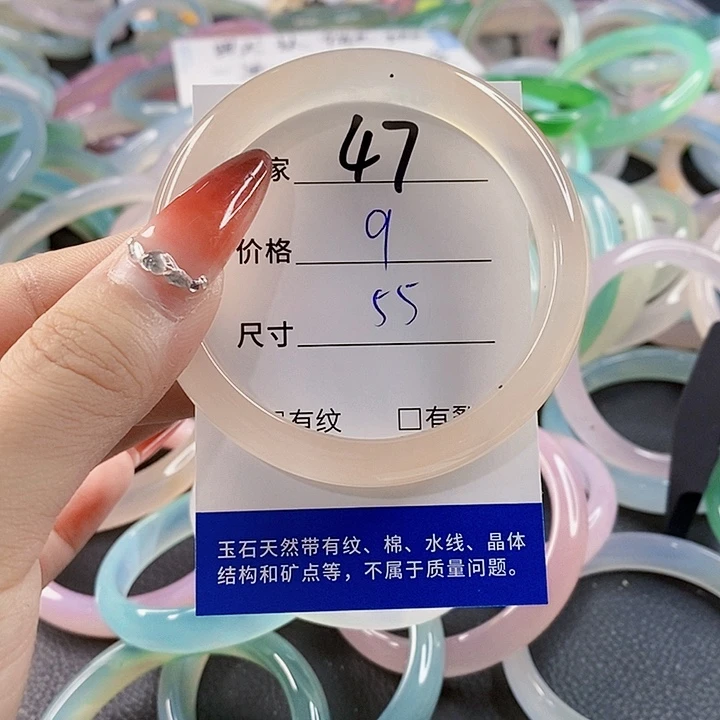 家 47
价格 9
尺寸 55
有纹 □有
玉石天然带有纹、棉、水线、晶体
结构和矿点等，不属于质量问题。